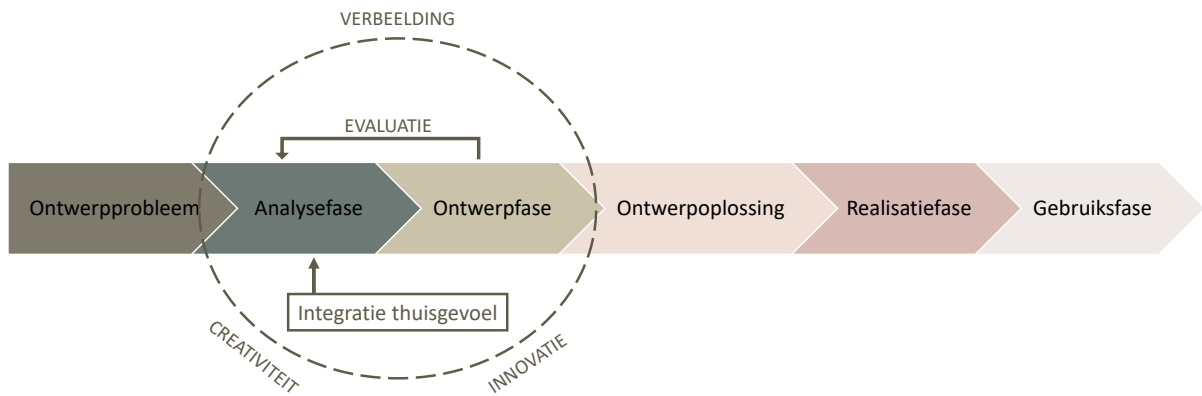 VERBEELDING
EVALUATIE
Ontwerpprobleem
Analysefase
Ontwerpfase
Ontwerpoplossing
Realisatiefase
Gebruiksfase
Integratie thuisgevoel
CREATIVITEIT
INNOVATIE